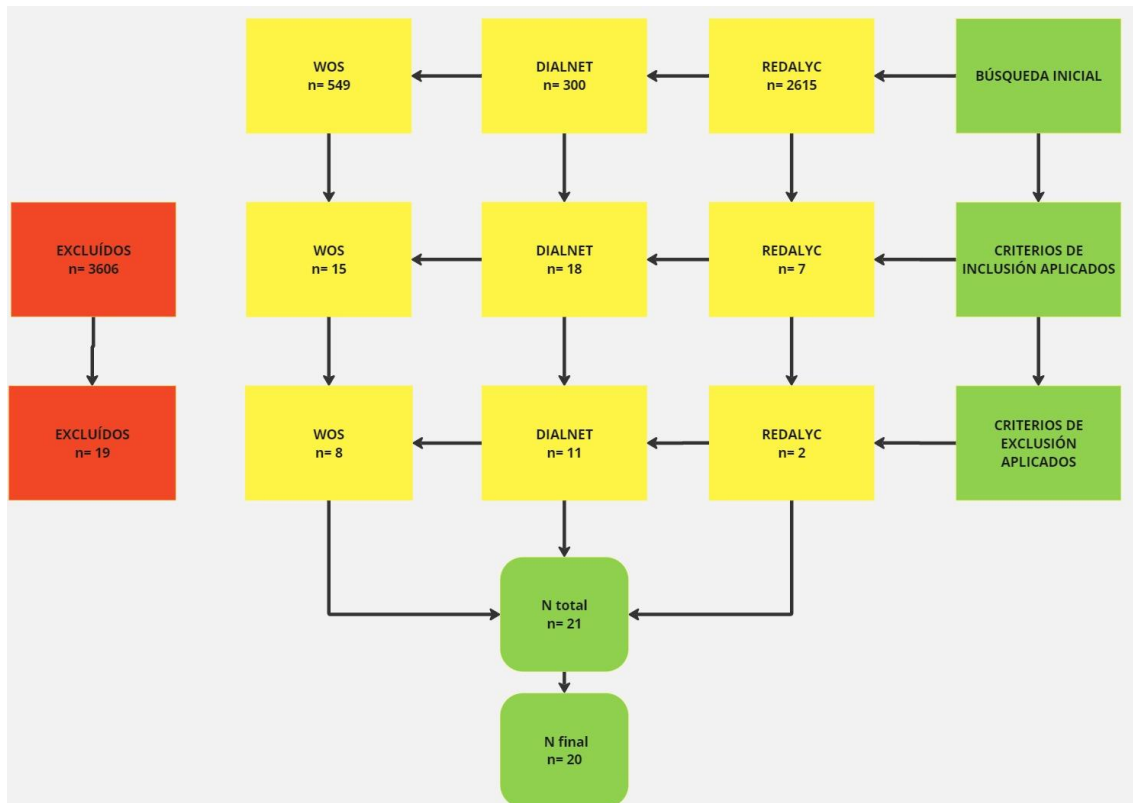 WOS
n= 549
DIALNET
n= 300
REDALYC
n= 2615
BÚSQUEDA INICIAL
EXCLUÍDOS
n= 3606
WOS
n= 15
DIALNET
n= 18
REDALYC
n= 7
CRITERIOS DE
INCLUSIÓN APLICADOS
EXCLUÍDOS
n= 19
WOS
n= 8
DIALNET
n= 11
REDALYC
n= 2
CRITERIOS DE
EXCLUSIÓN
APLICADOS
N total
n= 21
N final
n= 20